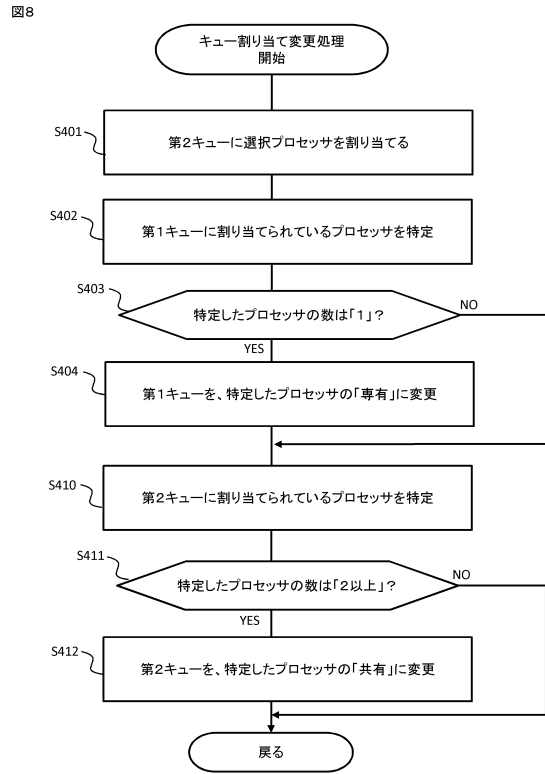 図8
キュー割り当て変更処理
開始
S401
第2キューに選択プロセッサを割り当てる
S402
第1キューに割り当てられているプロセッサを特定
S403
特定したプロセッサの数は「1」?
NO
YES
S404
第1キューを、特定したプロセッサの「専有」に変更
S410
第2キューに割り当てられているプロセッサを特定
S411
特定したプロセッサの数は「2以上」?
NO
YES
S412
第2キューを、特定したプロセッサの「共有」に変更
戻る